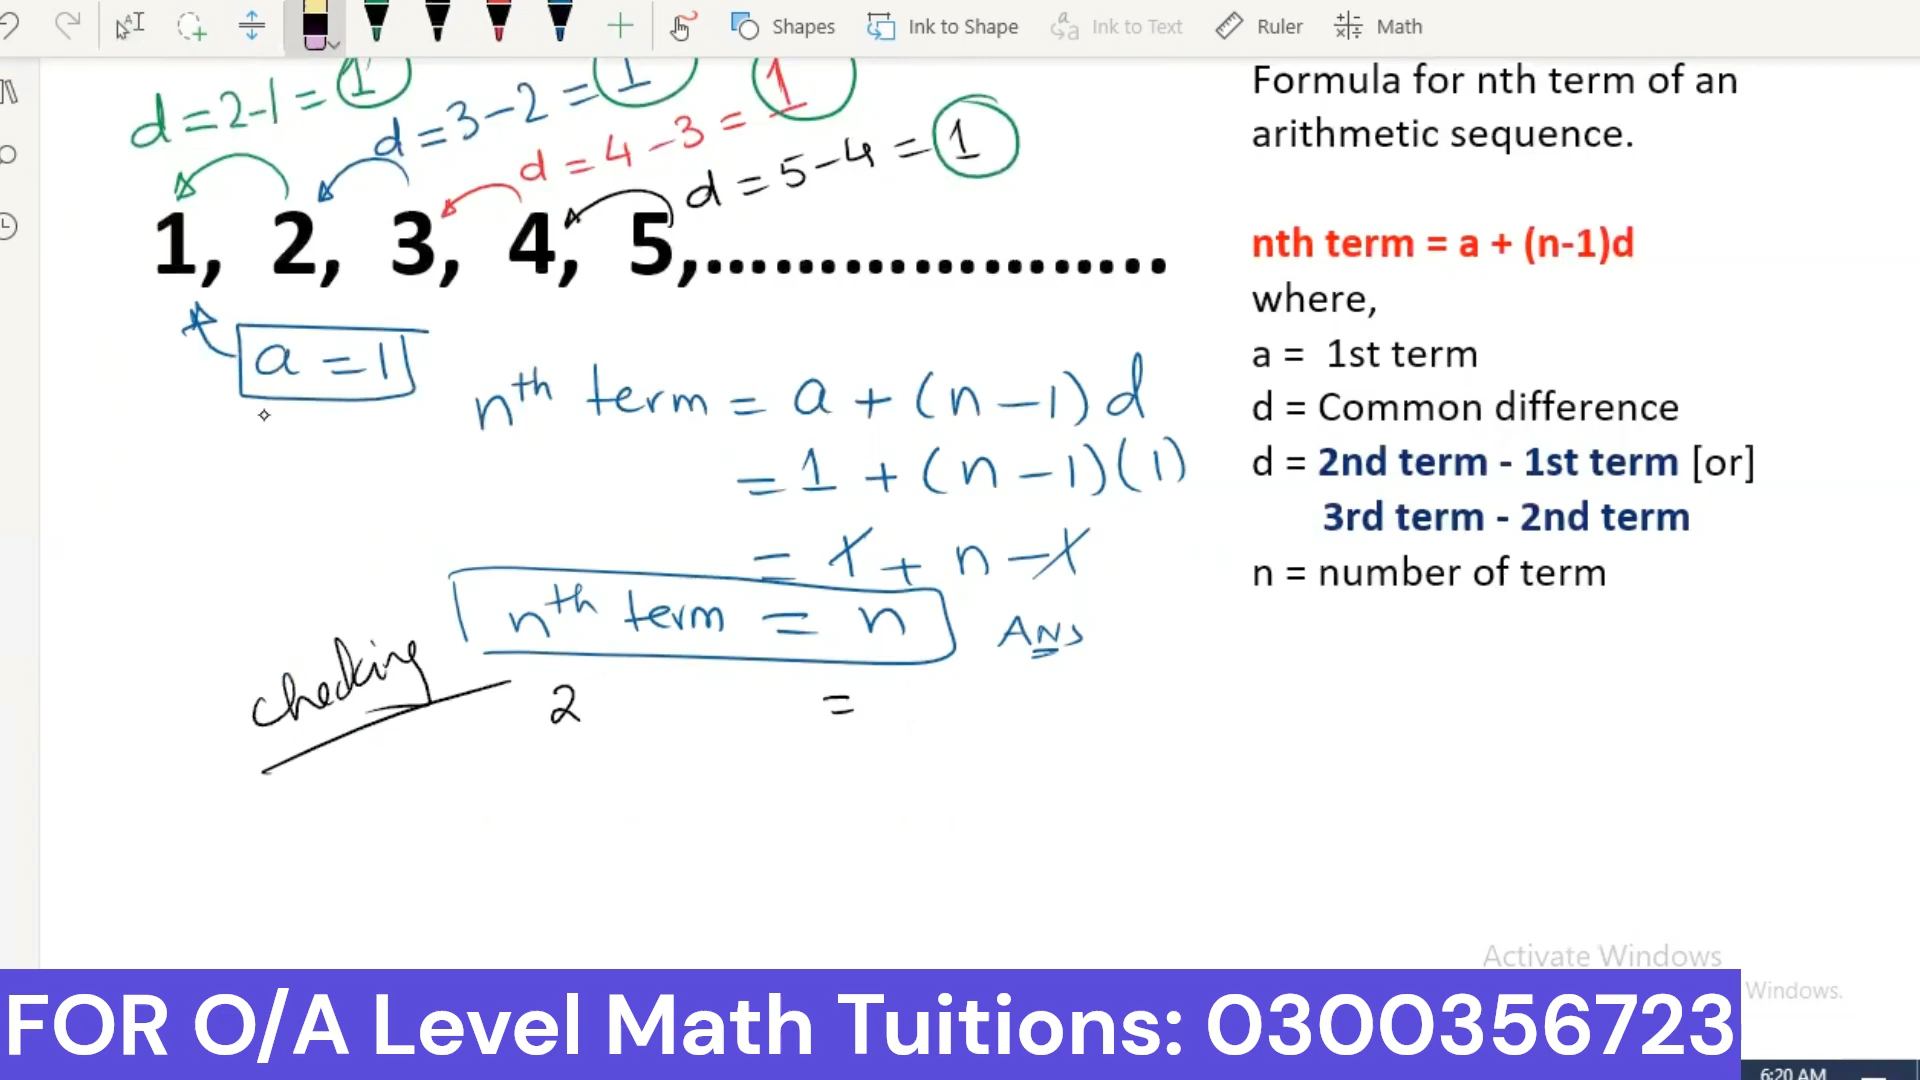 Shapes Ink to Shape Ink to Text Ruler Math
d=2-1=1
d=3-2=1
d=4-3=1
d=5-4=1
1, 2, 3, 4, 5,....................
a=1
nth term = a + (n-1)d
= 1 + (n-1)(1)
= 1 + n - 1
nth term = n Ans
checking
2 =
Formula for nth term of an
arithmetic sequence.
nth term = a + (n-1)d
where,
a = 1st term
d = Common difference
d = 2nd term - 1st term [or]
3rd term - 2nd term
n = number of term
Activate Windows
Windows.
FOR O/A Level Math Tuitions: 03000356723
6:20 AM